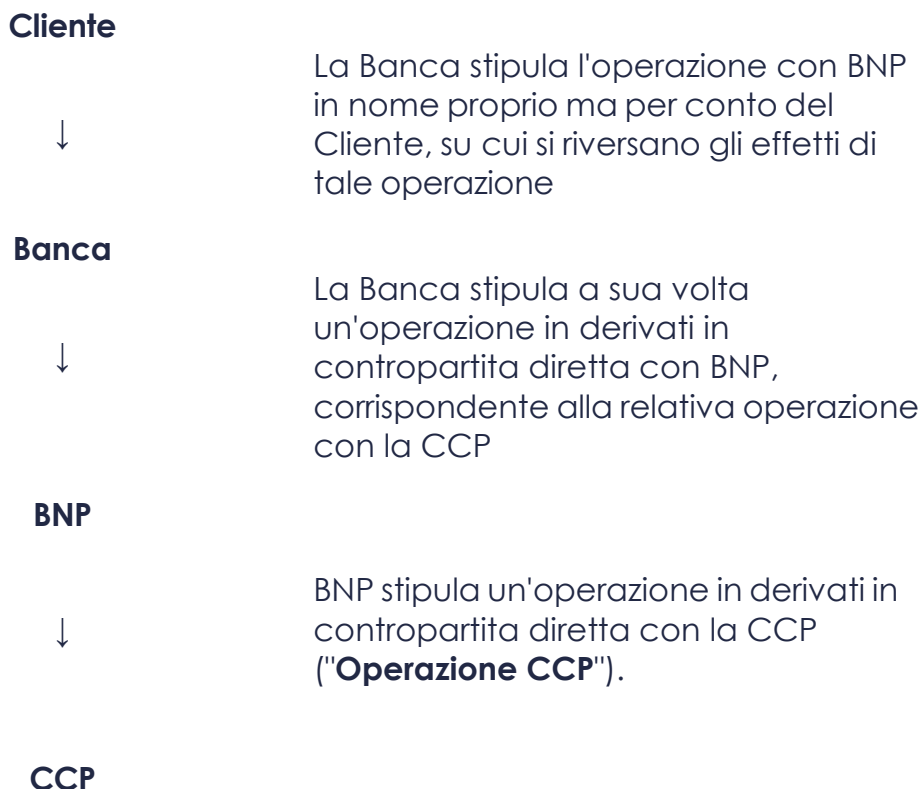 Cliente
La Banca stipula l'operazione con BNP
in nome proprio ma per conto del
↓
Cliente, su cui si riversano gli effetti di
tale operazione
Banca
La Banca stipula a sua volta
un'operazione in derivati in
↓
contropartita diretta con BNP,
corrispondente alla relativa operazione
con la CCP
BNP
BNP stipula un'operazione in derivati in
↓
contropartita diretta con la CCP
("Operazione CCP").
CCP